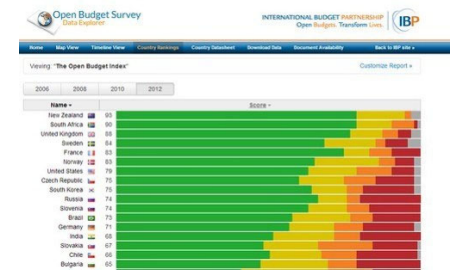 Open Budget Survey
Data Explorer
INTERNATIONAL BUDGET PARTNERSHIP
Open Budgets. Transform Lives.
IBP
Home Map View Timeline View Country Rankings Country Datasheet Download Data Document Availability Back to IBP site »
Viewing: "The Open Budget Index"
Customize Report »
2006 2008 2010 2012
Name Score
New Zealand 93
South Africa 90
United Kingdom 88
Sweden 84
France 83
Norway 83
United States 79
Czech Republic 75
South Korea 75
Russia 74
Slovenia 74
Brazil 73
Germany 71
India 68
Slovakia 67
Chile 66
Bulgaria 65